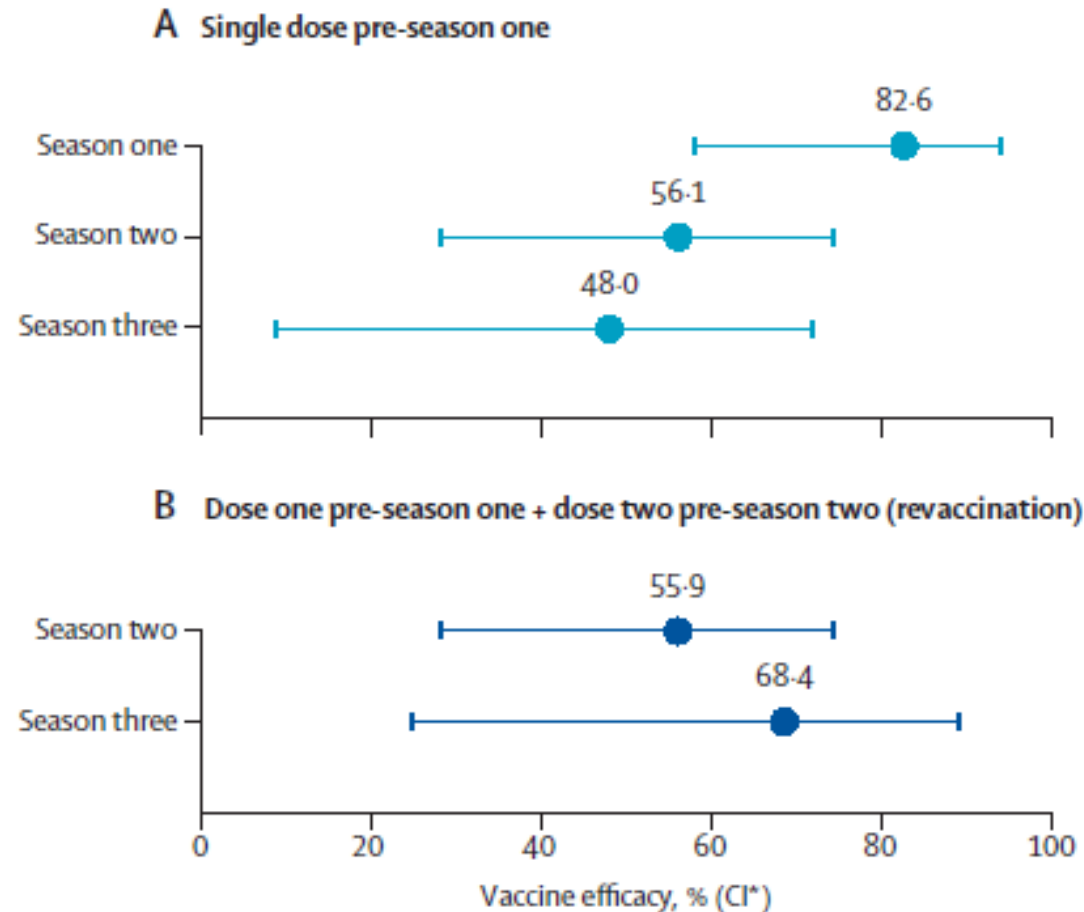 A Single dose pre-season one
82·6
Season one
56·1
Season two
48·0
Season three
B Dose one pre-season one + dose two pre-season two (revaccination)
55·9
Season two
68·4
Season three
0 20 40 60 80 100
Vaccine efficacy, % (CI*)